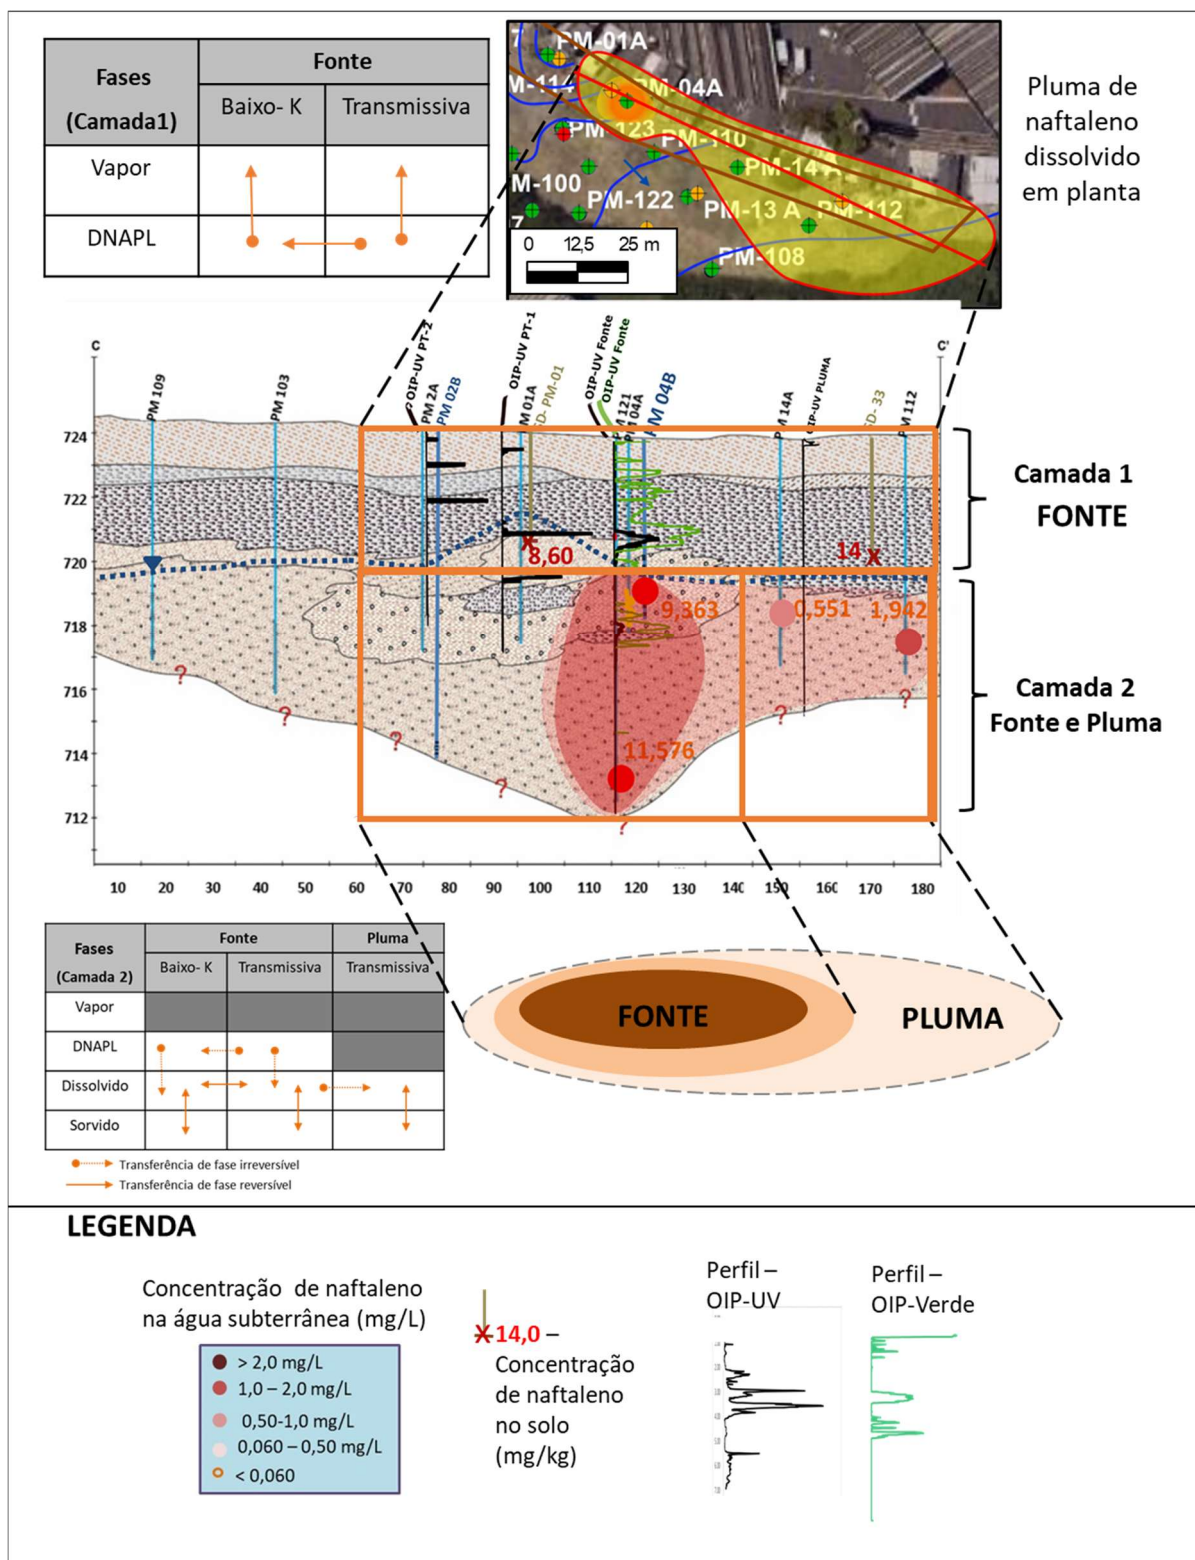 Fases
(Camada1)
Fonte
Baixo- K
Transmissiva
Vapor
DNAPL
7
PM-01A
M-114
PM-04A
PM-123
PM-110
PM-14 A
M-100
PM-122
PM-13 A
PM-112
7
PM-108
0 12,5 25 m
Pluma de
naftaleno
dissolvido
em planta
C
C'
PM 109
PM 103
OIP-UV PT-2
PM 2A
PM 02B
OIP-UV PT-1
M 01A
SD- PM-01
OIP-UV Fonte
OIP-UV Fonte
PM 121
PM 04A
PM 04B
PM 14A
OIP-UV PLUMA
SD- 33
PM 112
724
722
720
718
716
714
712
8,60
14
9,363
0,551
1,942
11,576
?
?
?
?
?
?
?
Camada 1
FONTE
Camada 2
Fonte e Pluma
10 20 30 40 50 60 70 80 90 100 110 120 130 140 150 160 170 180
Fases
(Camada 2)
Fonte
Pluma
Baixo- K
Transmissiva
Transmissiva
Vapor
DNAPL
Dissolvido
Sorvido
Transferência de fase irreversível
Transferência de fase reversível
FONTE
PLUMA
LEGENDA
Concentração de naftaleno
na água subterrânea (mg/L)
> 2,0 mg/L
1,0 – 2,0 mg/L
0,50-1,0 mg/L
0,060 – 0,50 mg/L
< 0,060
14,0 –
Concentração
de naftaleno
no solo
(mg/kg)
Perfil –
OIP-UV
Perfil –
OIP-Verde